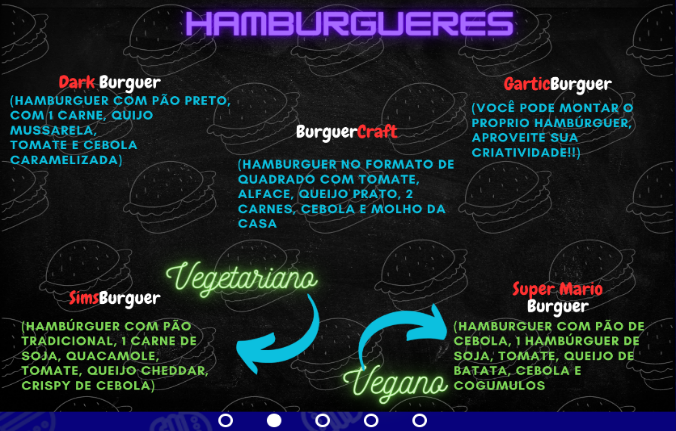 HAMBURGUERES
Dark Burguer
(HAMBÚRGUER COM PÃO PRETO,
COM 1 CARNE, QUIJO
MUSSARELA,
TOMATE E CEBOLA
CARAMELIZADA)
BurguerCraft
(HAMBURGUER NO FORMATO DE
QUADRADO COM TOMATE,
ALFACE, QUEIJO PRATO, 2
CARNES, CEBOLA E MOLHO DA
CASA
GarticBurguer
(VOCÊ PODE MONTAR O
PROPRIO HAMBÚRGUER,
APROVEITE SUA
CRIATIVIDADE!!)
Vegetariano
SimsBurguer
(HAMBÚRGUER COM PÃO
TRADICIONAL, 1 CARNE DE
SOJA, QUACAMOLE,
TOMATE, QUEIJO CHEDDAR,
CRISPY DE CEBOLA)
Vegano
Super Mario
Burguer
(HAMBURGUER COM PÃO DE
CEBOLA, 1 HAMBÚRGUER DE
SOJA, TOMATE, QUEIJO DE
BATATA, CEBOLA E
COGUMULOS